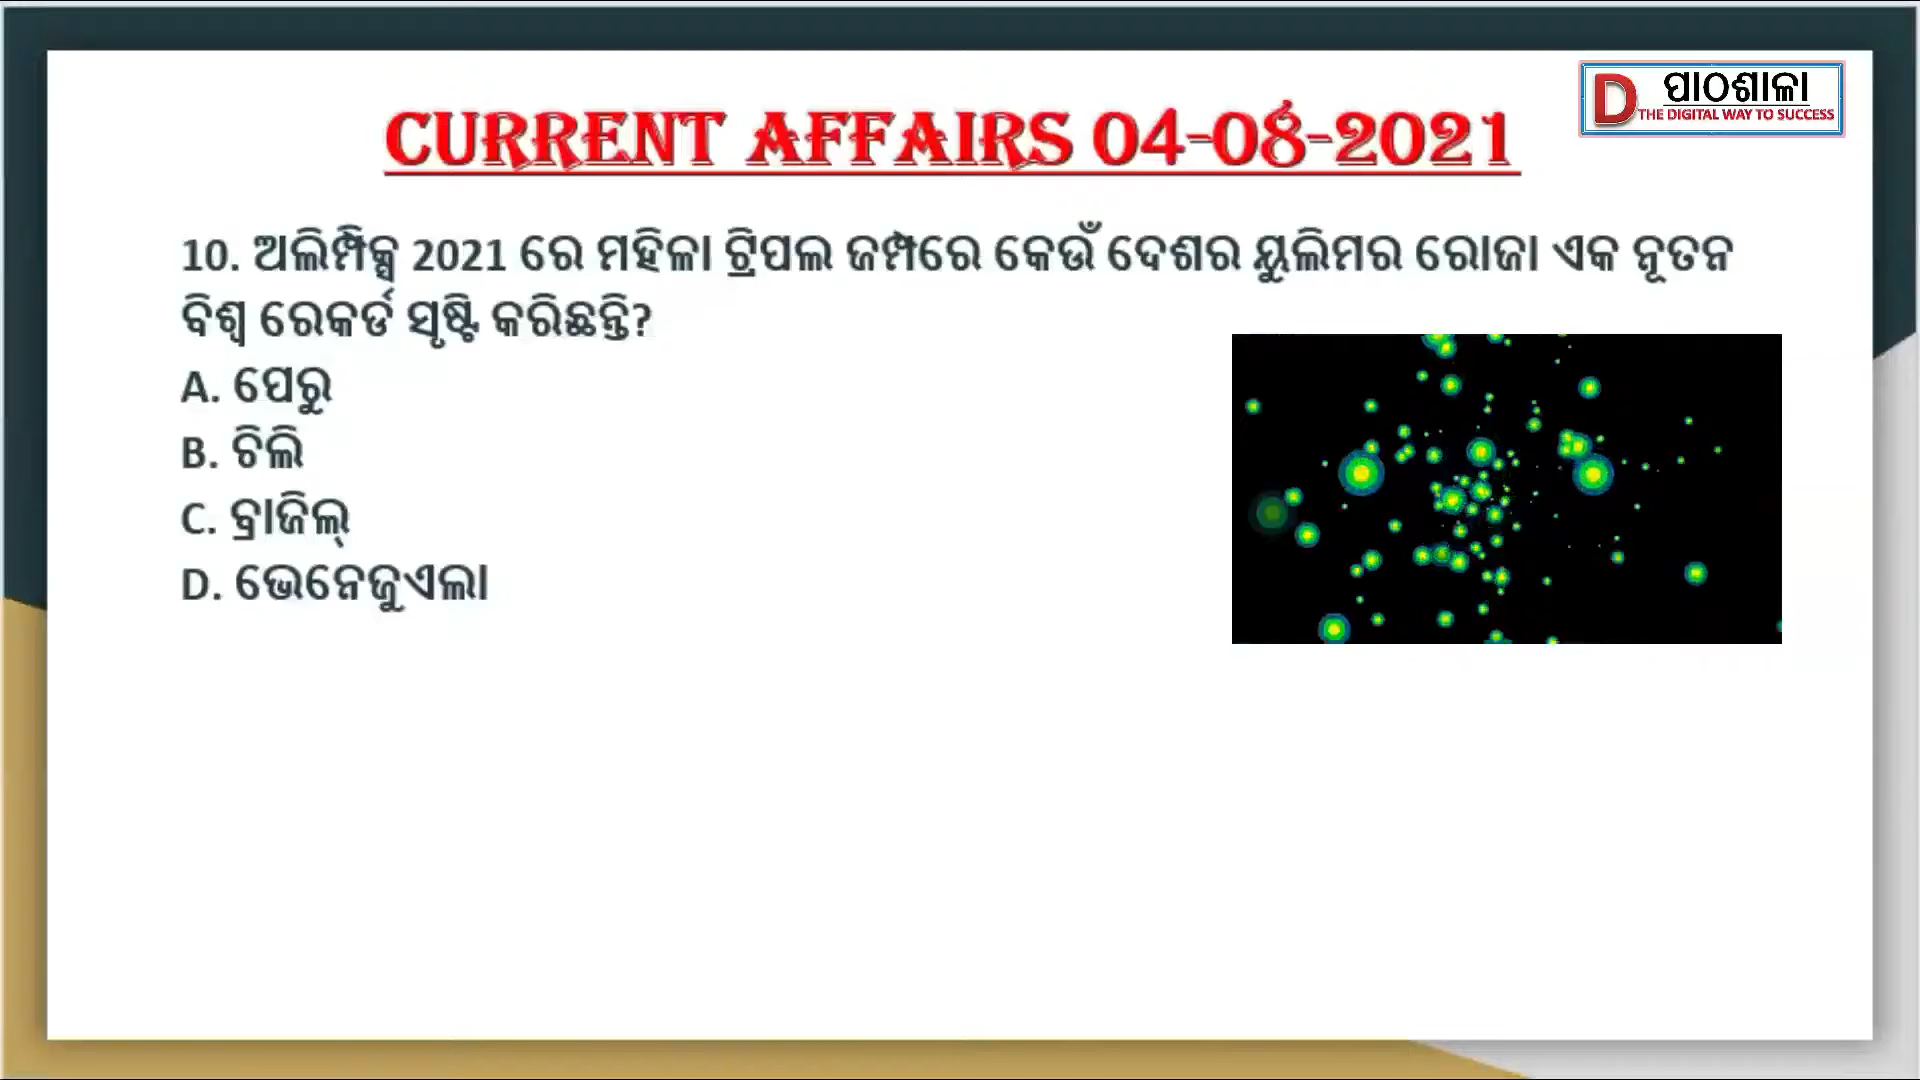 D ପାଠଶାଳା
THE DIGITAL WAY TO SUCCESS
CURRENT AFFAIRS 04-08-2021
10. ଅଲିମ୍ପିକ୍ସ 2021 ରେ ମହିଳା ଟ୍ରିପଲ ଜମ୍ପରେ କେଉଁ ଦେଶର ୟୁଲିମର ରୋଜା ଏକ ନୂତନ
ବିଶ୍ୱ ରେକର୍ଡ ସୃଷ୍ଟି କରିଛନ୍ତି?
A. ପେରୁ
B. ଚିଲି
C. ବ୍ରାଜିଲ୍
D. ଭେନେଜୁଏଲା